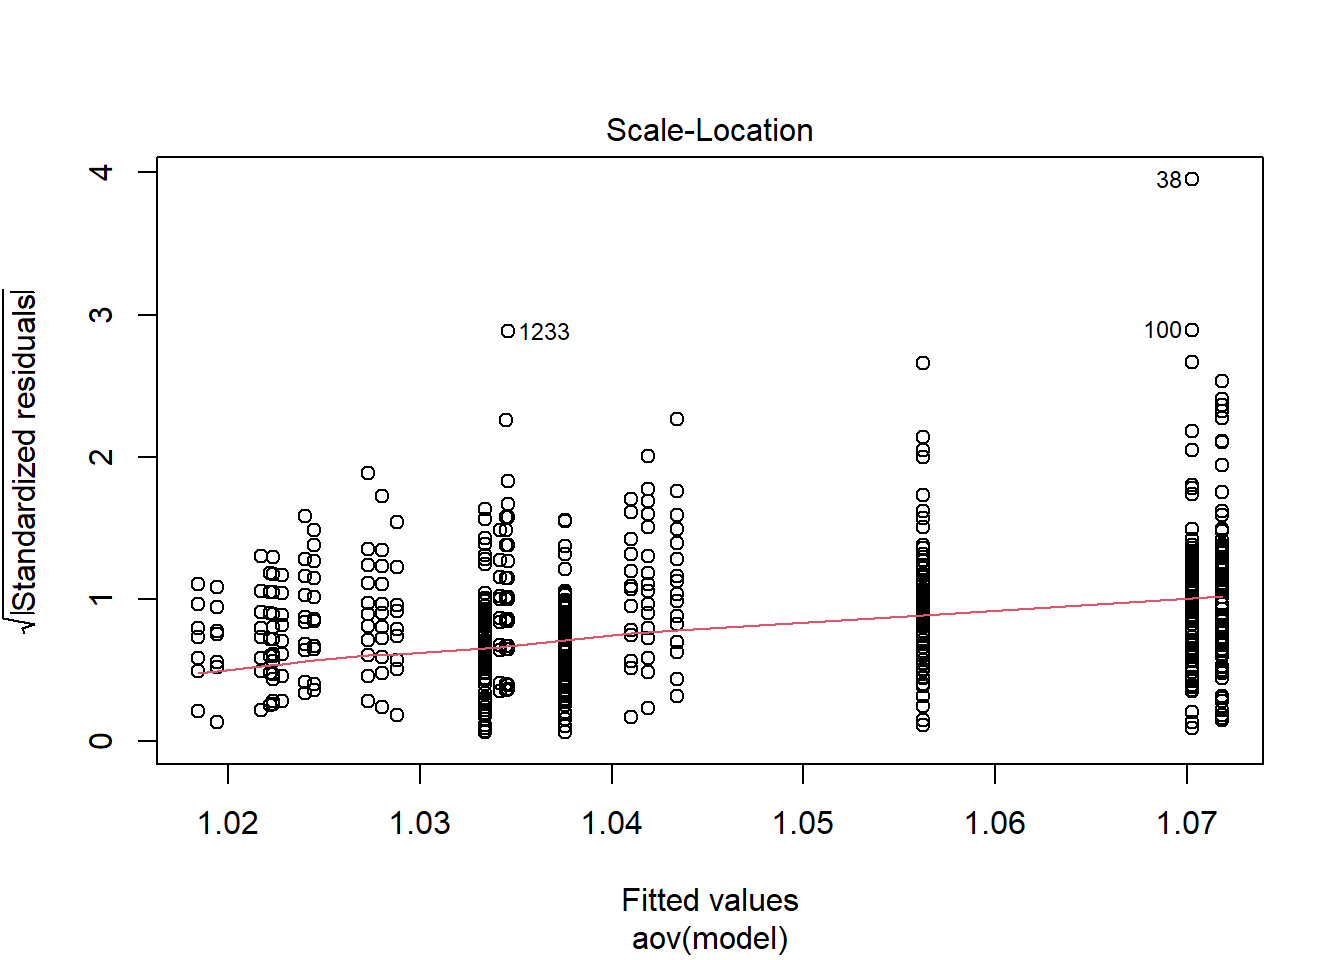 Scale-Location
√|Standardized residuals|
4
3
2
1
0
38
100
1233
1.02 1.03 1.04 1.05 1.06 1.07
Fitted values
aov(model)